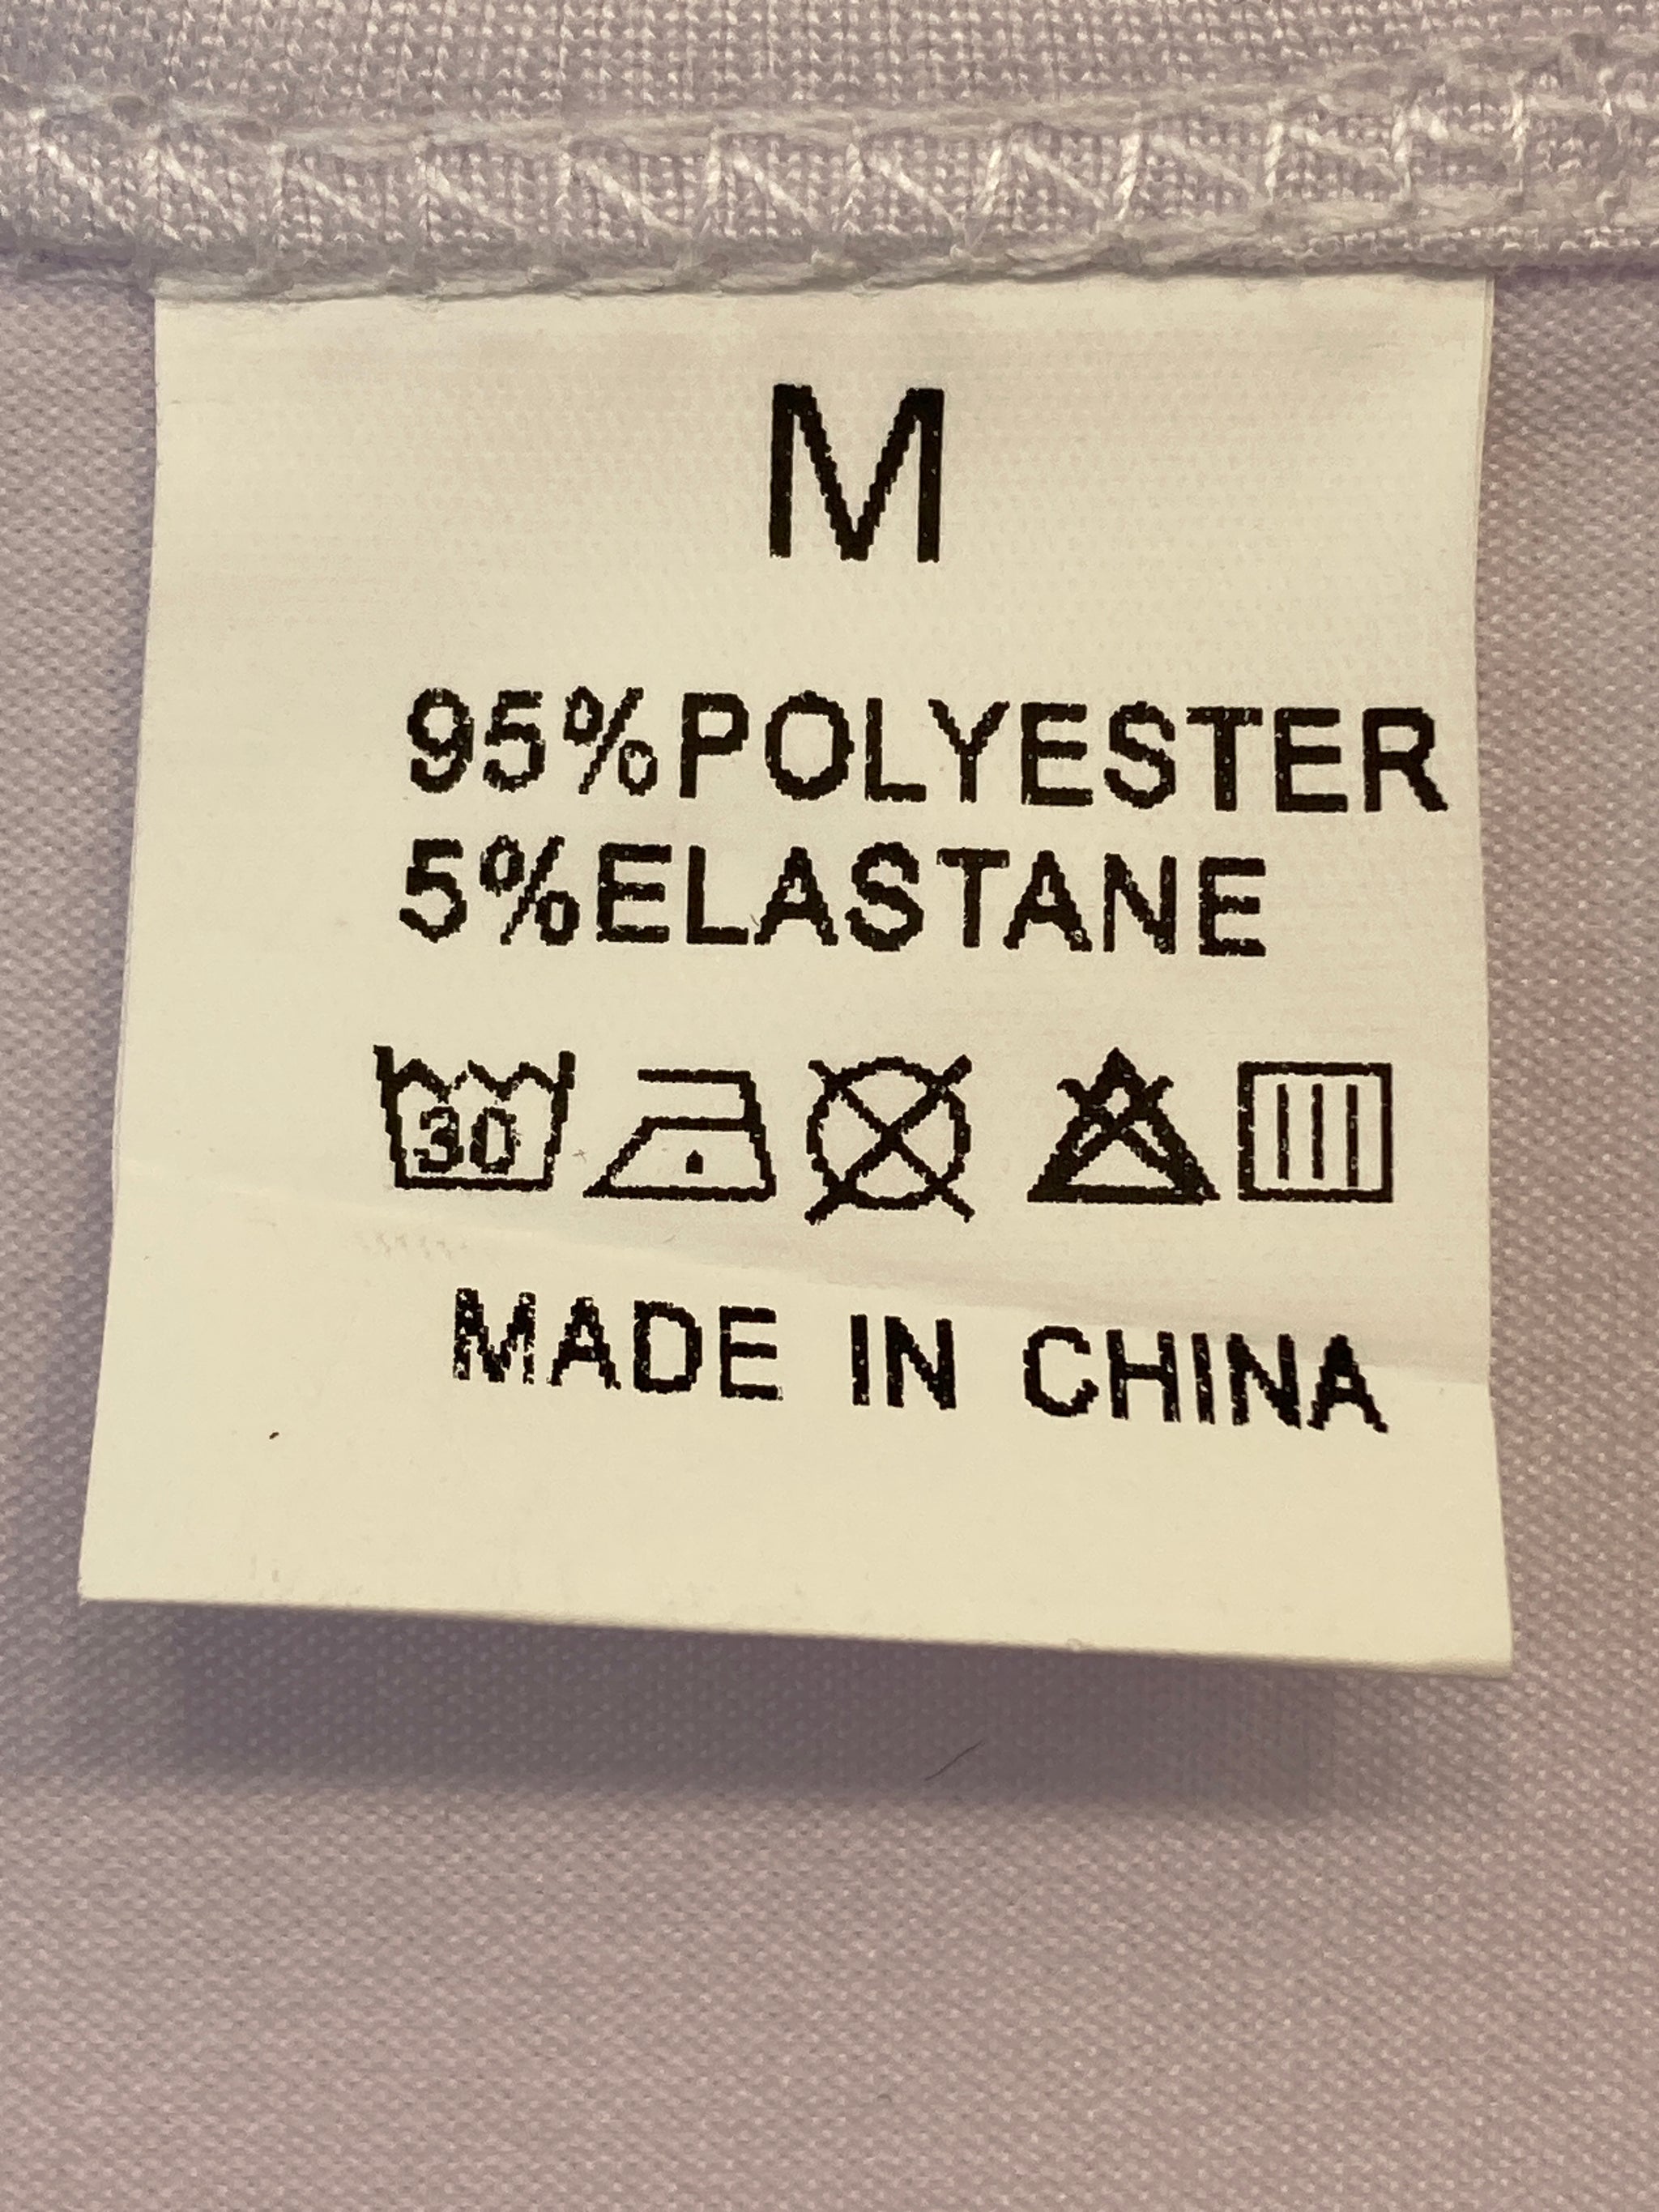 M
95%POLYESTER
5%ELASTANE
30
MADE IN CHINA